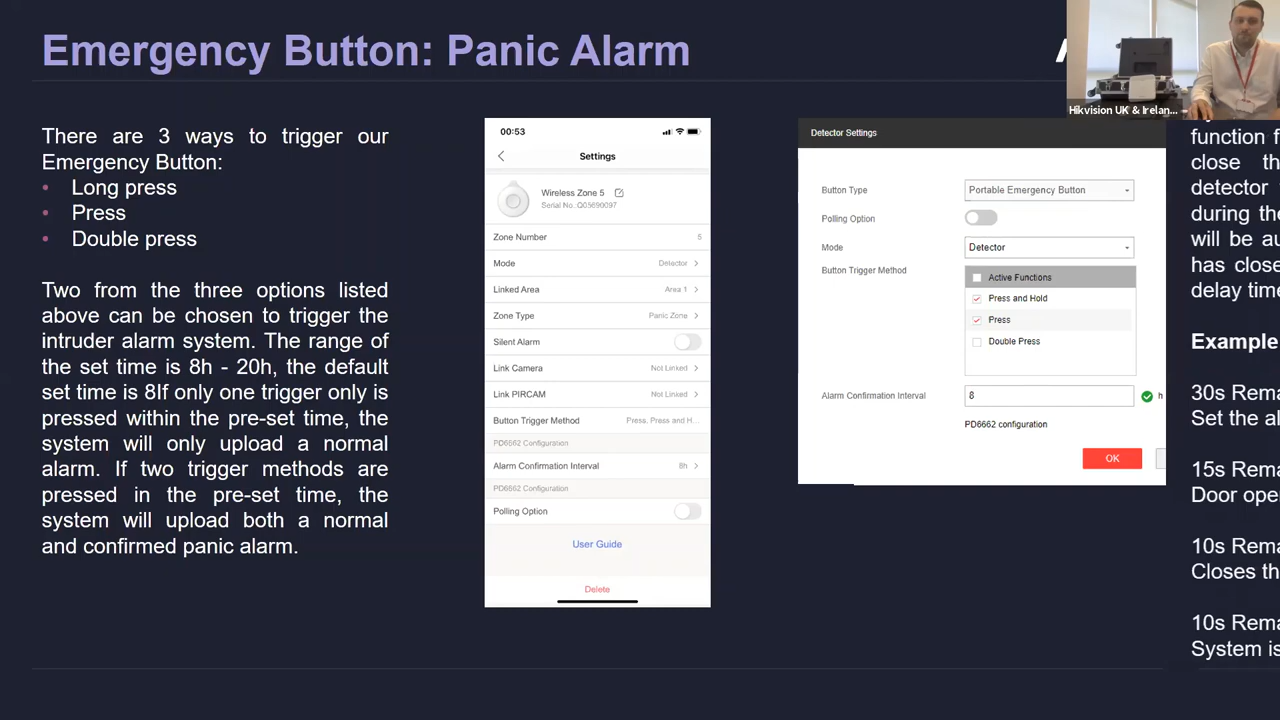 Emergency Button: Panic Alarm
Hikvision UK & Irelan...
There are 3 ways to trigger our
Emergency Button:
• Long press
• Press
• Double press
Two from the three options listed
above can be chosen to trigger the
intruder alarm system. The range of
the set time is 8h - 20h, the default
set time is 8If only one trigger only is
pressed within the pre-set time, the
system will only upload a normal
alarm. If two trigger methods are
pressed in the pre-set time, the
system will upload both a normal
and confirmed panic alarm.
00:53
Settings
Wireless Zone 5
Serial No. Q05690097
Zone Number 5
Mode Detector
Linked Area Area 1
Zone Type Panic Zone
Silent Alarm
Link Camera Not Linked
Link PIRCAM Not Linked
Button Trigger Method Press, Press and H...
PD6662 Configuration
Alarm Confirmation Interval 8h
PD6662 Configuration
Polling Option
User Guide
Delete
Detector Settings
Button Type Portable Emergency Button
Polling Option
Mode Detector
Button Trigger Method
Active Functions
Press and Hold
Press
Double Press
Alarm Confirmation Interval 8 h
PD6662 configuration
OK
function f
close th
detector
during the
will be au
has close
delay time
Example
30s Rema
Set the al
15s Rema
Door ope
10s Rema
Closes th
10s Rema
System is